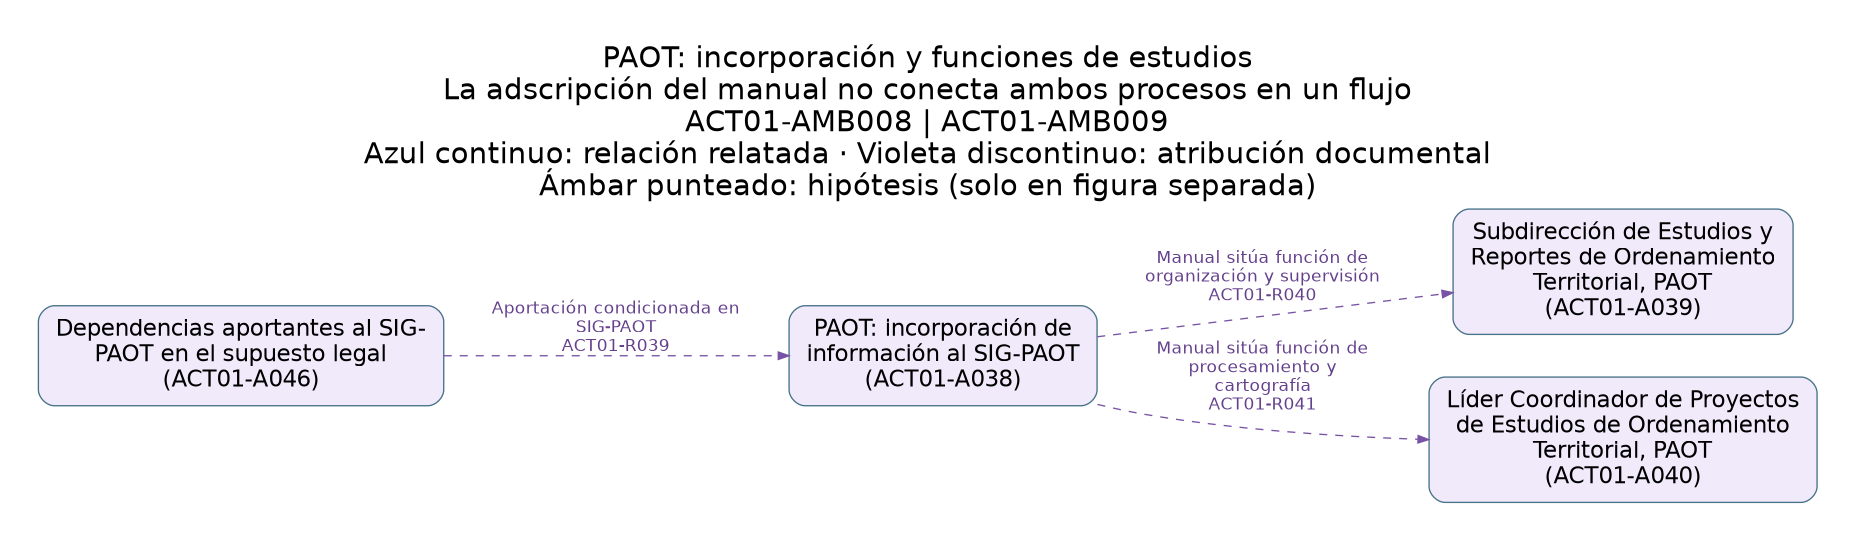 PAOT: incorporación y funciones de estudios
La adscripción del manual no conecta ambos procesos en un flujo
ACT01-AMB008 | ACT01-AMB009
Azul continuo: relación relatada · Violeta discontinuo: atribución documental
Ámbar punteado: hipótesis (solo en figura separada)
Dependencias aportantes al SIG-
PAOT en el supuesto legal
(ACT01-A046)
Aportación condicionada en
SIG-PAOT
ACT01-R039
PAOT: incorporación de
información al SIG-PAOT
(ACT01-A038)
Manual sitúa función de
organización y supervisión
ACT01-R040
Subdirección de Estudios y
Reportes de Ordenamiento
Territorial, PAOT
(ACT01-A039)
Manual sitúa función de
procesamiento y
cartografía
ACT01-R041
Líder Coordinador de Proyectos
de Estudios de Ordenamiento
Territorial, PAOT
(ACT01-A040)